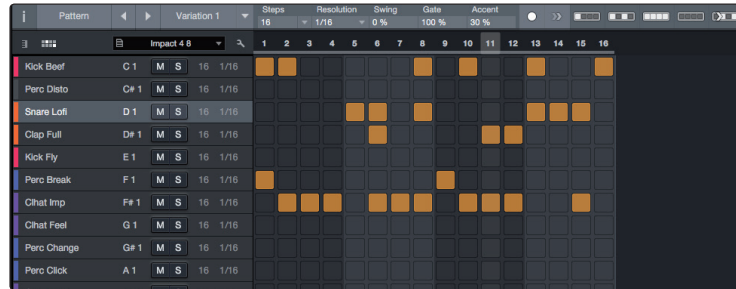 Pattern Variation 1 Steps Resolution Swing Gate Accent
16 1/16 0 % 100 % 30 %
Impact 4 8 1 2 3 4 5 6 7 8 9 10 11 12 13 14 15 16
Kick Beef C 1 M S 16 1/16
Perc Disto C# 1 M S 16 1/16
Snare Lofi D 1 M S 16 1/16
Clap Full D# 1 M S 16 1/16
Kick Fly E 1 M S 16 1/16
Perc Break F 1 M S 16 1/16
Clhat Imp F# 1 M S 16 1/16
Clhat Feel G 1 M S 16 1/16
Perc Change G# 1 M S 16 1/16
Perc Click A 1 M S 16 1/16